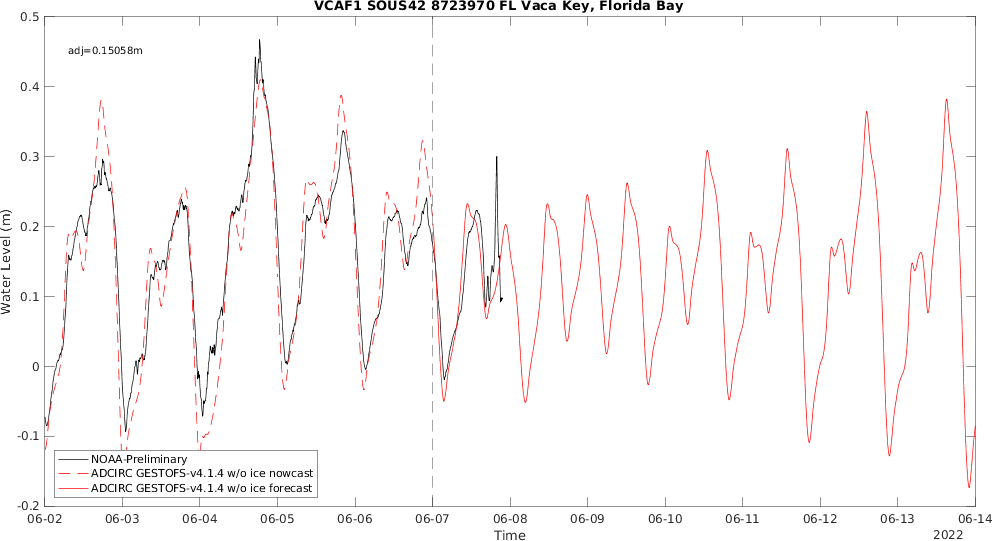 VCAF1 SOUS42 8723970 FL Vaca Key, Florida Bay
adj=0.15058m
Water Level (m)
0.5
0.4
0.3
0.2
0.1
0
-0.1
-0.2
NOAA-Preliminary
ADCIRC GESTOFS-v4.1.4 w/o ice nowcast
ADCIRC GESTOFS-v4.1.4 w/o ice forecast
06-02 06-03 06-04 06-05 06-06 06-07 06-08 06-09 06-10 06-11 06-12 06-13 06-14
Time
2022